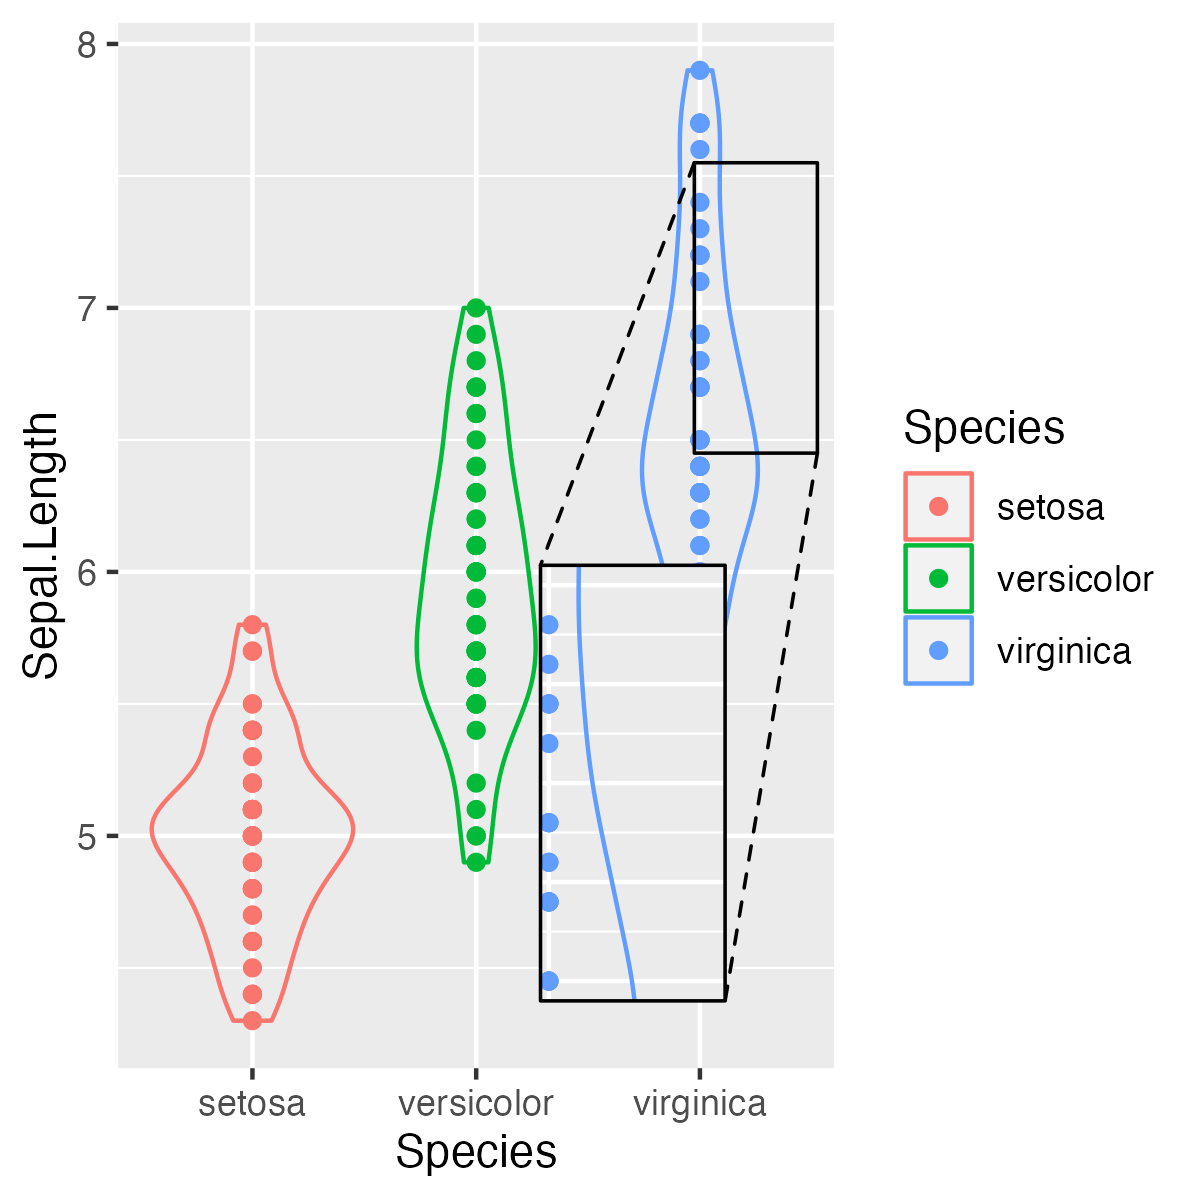 8
7
6
5
Sepal.Length
setosa
versicolor
virginica
Species
Species
setosa
versicolor
virginica